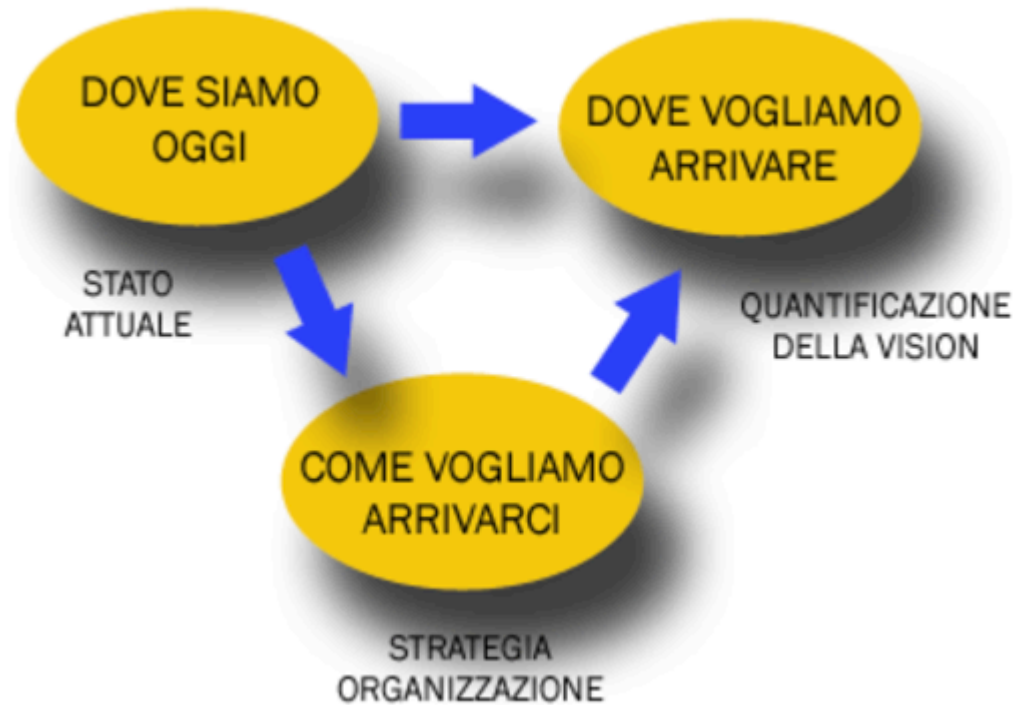 DOVE SIAMO
OGGI
DOVE VOGLIAMO
ARRIVARE
STATO
ATTUALE
QUANTIFICAZIONE
DELLA VISION
COME VOGLIAMO
ARRIVARCI
STRATEGIA
ORGANIZZAZIONE